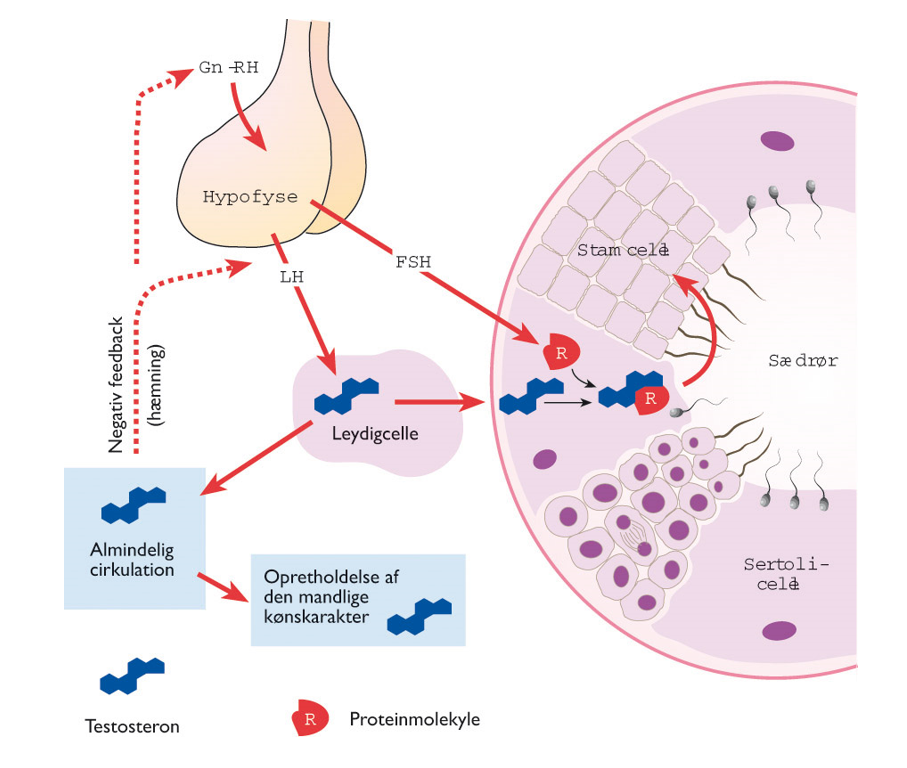 Gn-RH
Hypofyse
LH
FSH
Stamcelle
Sædrør
R
R
Negativ feedback
(hæmning)
Leydigcelle
Almindelig
cirkulation
Opretholdelse af
den mandlige
kønskarakter
Sertoli-
celle
Testosteron
R
Proteinmolekyle